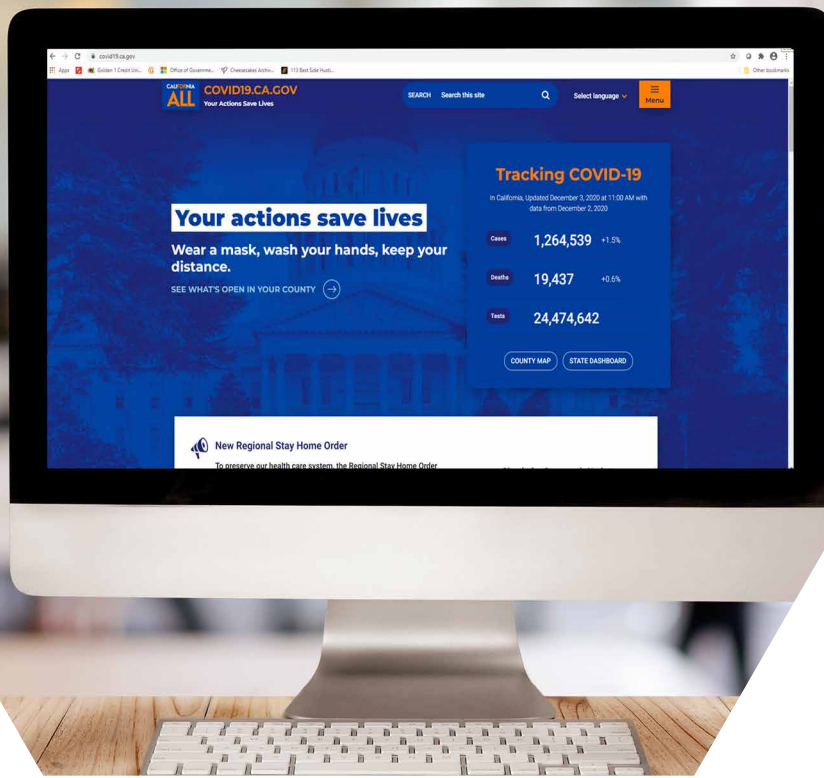 covid19.ca.gov
Apps Golden 1 Credit Un... Office of Governme... Cheesecakes Archiv... 113 Best Side Hustl... Other bookmarks
CALIFORNIA
ALL
COVID19.CA.GOV
Your Actions Save Lives
SEARCH Search this site
Select language
Menu
Your actions save lives
Wear a mask, wash your hands, keep your
distance.
SEE WHAT'S OPEN IN YOUR COUNTY
Tracking COVID-19
In California, Updated December 3, 2020 at 11:00 AM with
data from December 2, 2020
Cases 1,264,539 +1.5%
Deaths 19,437 +0.6%
Tests 24,474,642
COUNTY MAP STATE DASHBOARD
New Regional Stay Home Order
To preserve our health care system, the Regional Stay Home Order